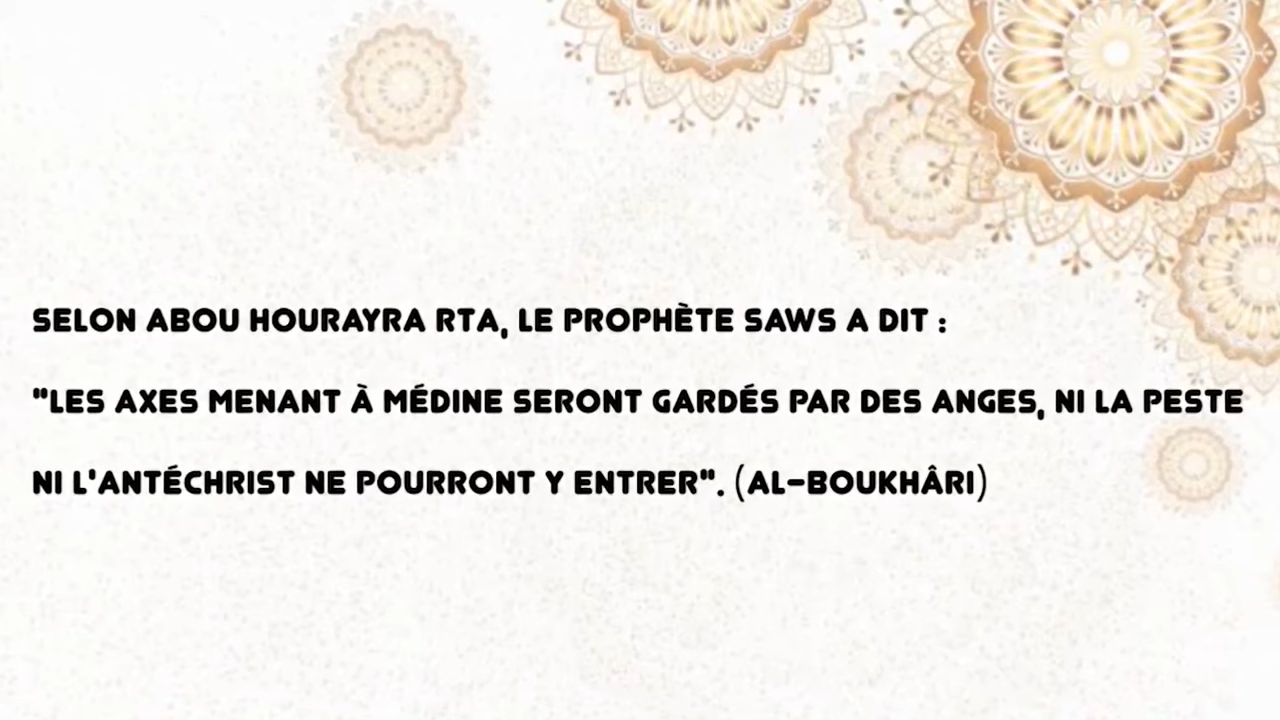 SELON ABOU HOURAYRA RTA, LE PROPHÈTE SAWS A DIT :
"LES AXES MENANT À MÉDINE SERONT GARDÉS PAR DES ANGES, NI LA PESTE
NI L'ANTÉCHRIST NE POURRONT Y ENTRER". (AL-BOUKHÂRI)